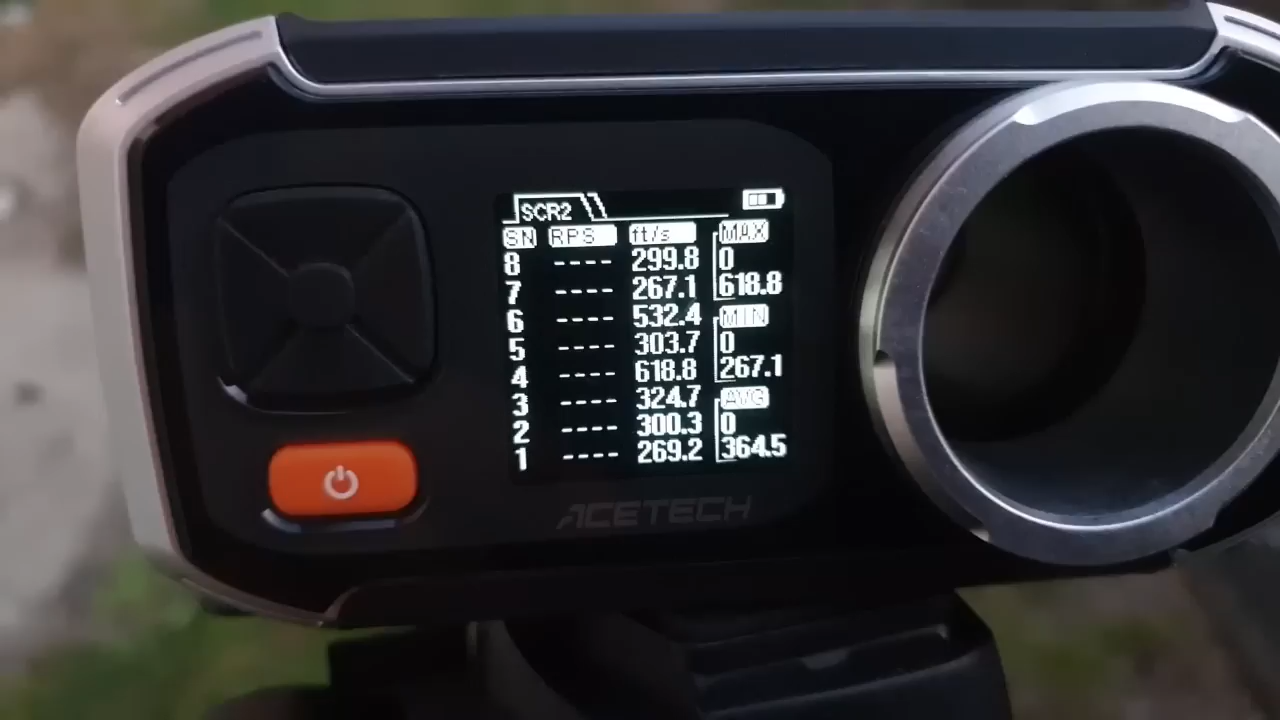 SCR2
SN RPS ft/s MAX
8 ---- 299.8 0
7 ---- 267.1 618.8
6 ---- 532.4 MIN
5 ---- 303.7 0
4 ---- 618.8 267.1
3 ---- 324.7 AVG
2 ---- 300.3 0
1 ---- 269.2 364.5
ACETECH